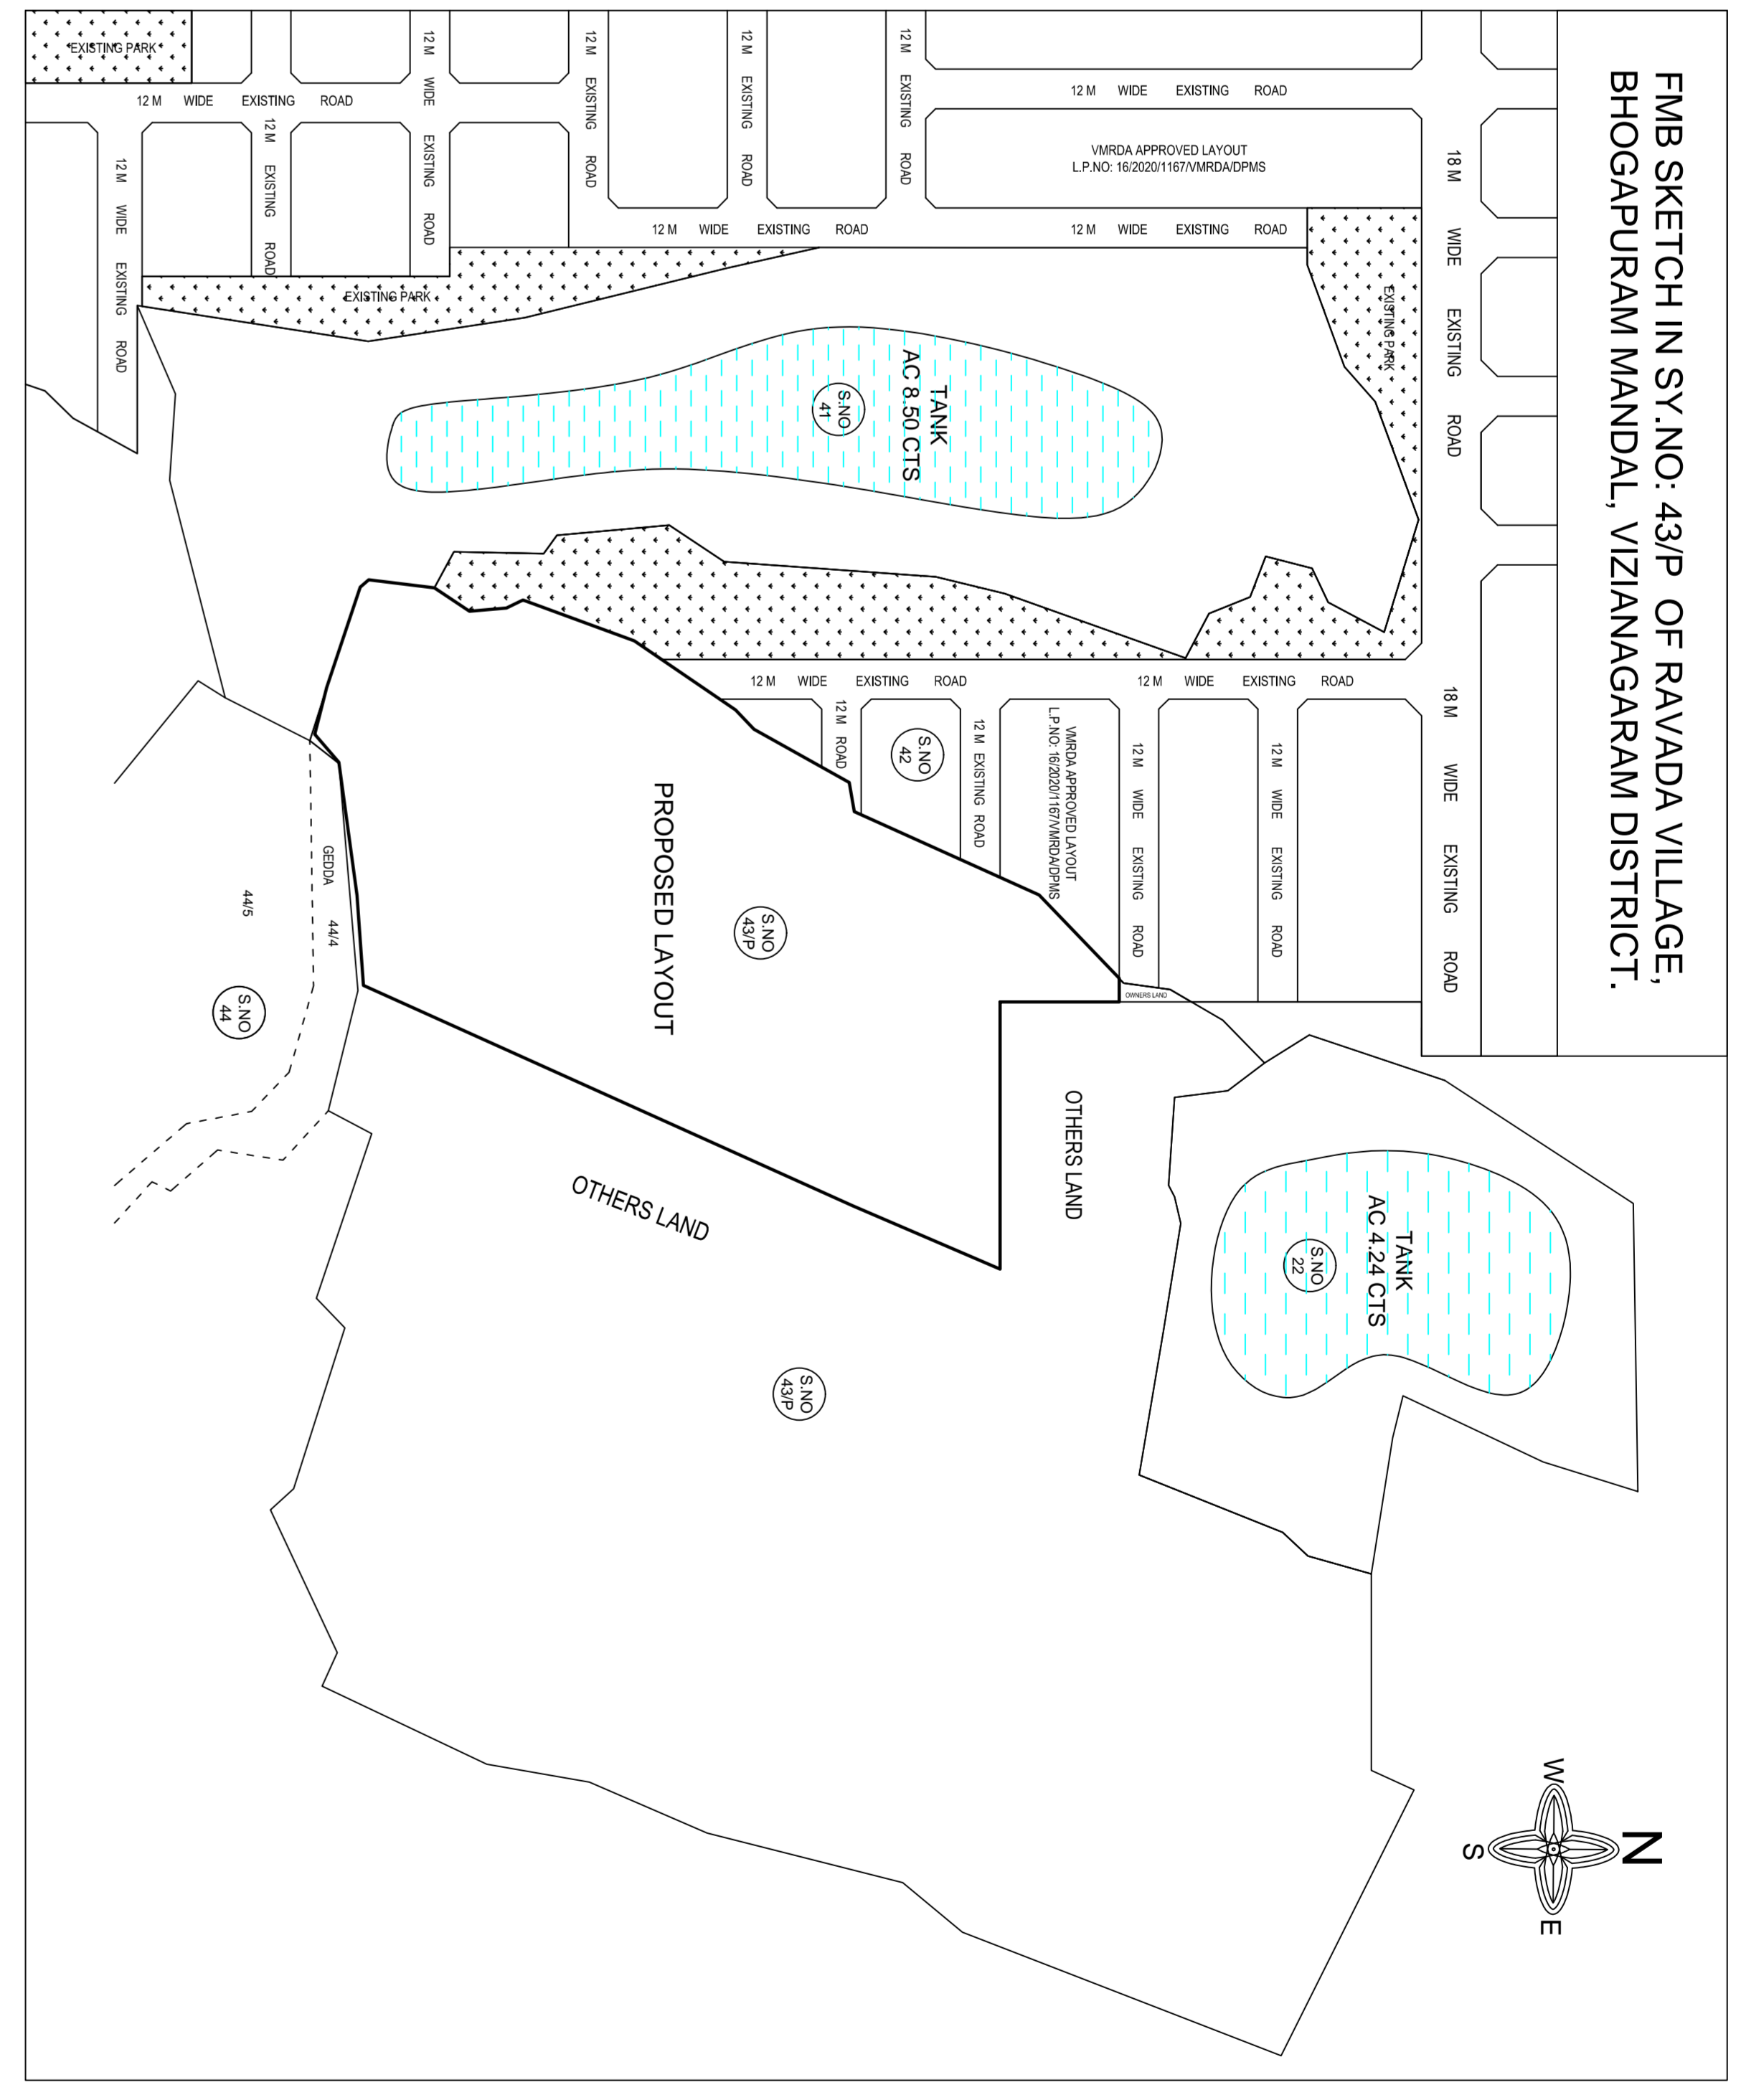 FMB SKETCH IN SY.NO: 43/P OF RAVADA VILLAGE,
BHOGAPURAM MANDAL, VIZIANAGARAM DISTRICT.
18 M WIDE EXISTING ROAD
18 M WIDE EXISTING ROAD
N
W
E
S
EXISTING PARK
12 M WIDE EXISTING ROAD
12 M WIDE EXISTING ROAD
12 M EXISTING ROAD
12 M EXISTING ROAD
12 M EXISTING ROAD
12 M WIDE EXISTING ROAD
VMRDA APPROVED LAYOUT
L.P.NO: 16/2020/1167/VMRDA/DPMS
12 M WIDE EXISTING ROAD
12 M EXISTING ROAD
12 M WIDE EXISTING ROAD
12 M WIDE EXISTING ROAD
12 M WIDE EXISTING ROAD
EXISTING PARK
EXISTING PARK
TANK
AC 8.50 CTS
S.NO
41
12 M WIDE EXISTING ROAD
12 M WIDE EXISTING ROAD
12 M ROAD
S.NO
42
12 M EXISTING ROAD
VMRDA APPROVED LAYOUT
L.P.NO: 16/2020/1167/VMRDA/DPMS
12 M WIDE EXISTING ROAD
12 M WIDE EXISTING ROAD
OWNERS LAND
PROPOSED LAYOUT
S.NO
43/P
GEDDA
44/4
44/5
S.NO
44
OTHERS LAND
OTHERS LAND
TANK
AC 4.24 CTS
S.NO
22
S.NO
43/P